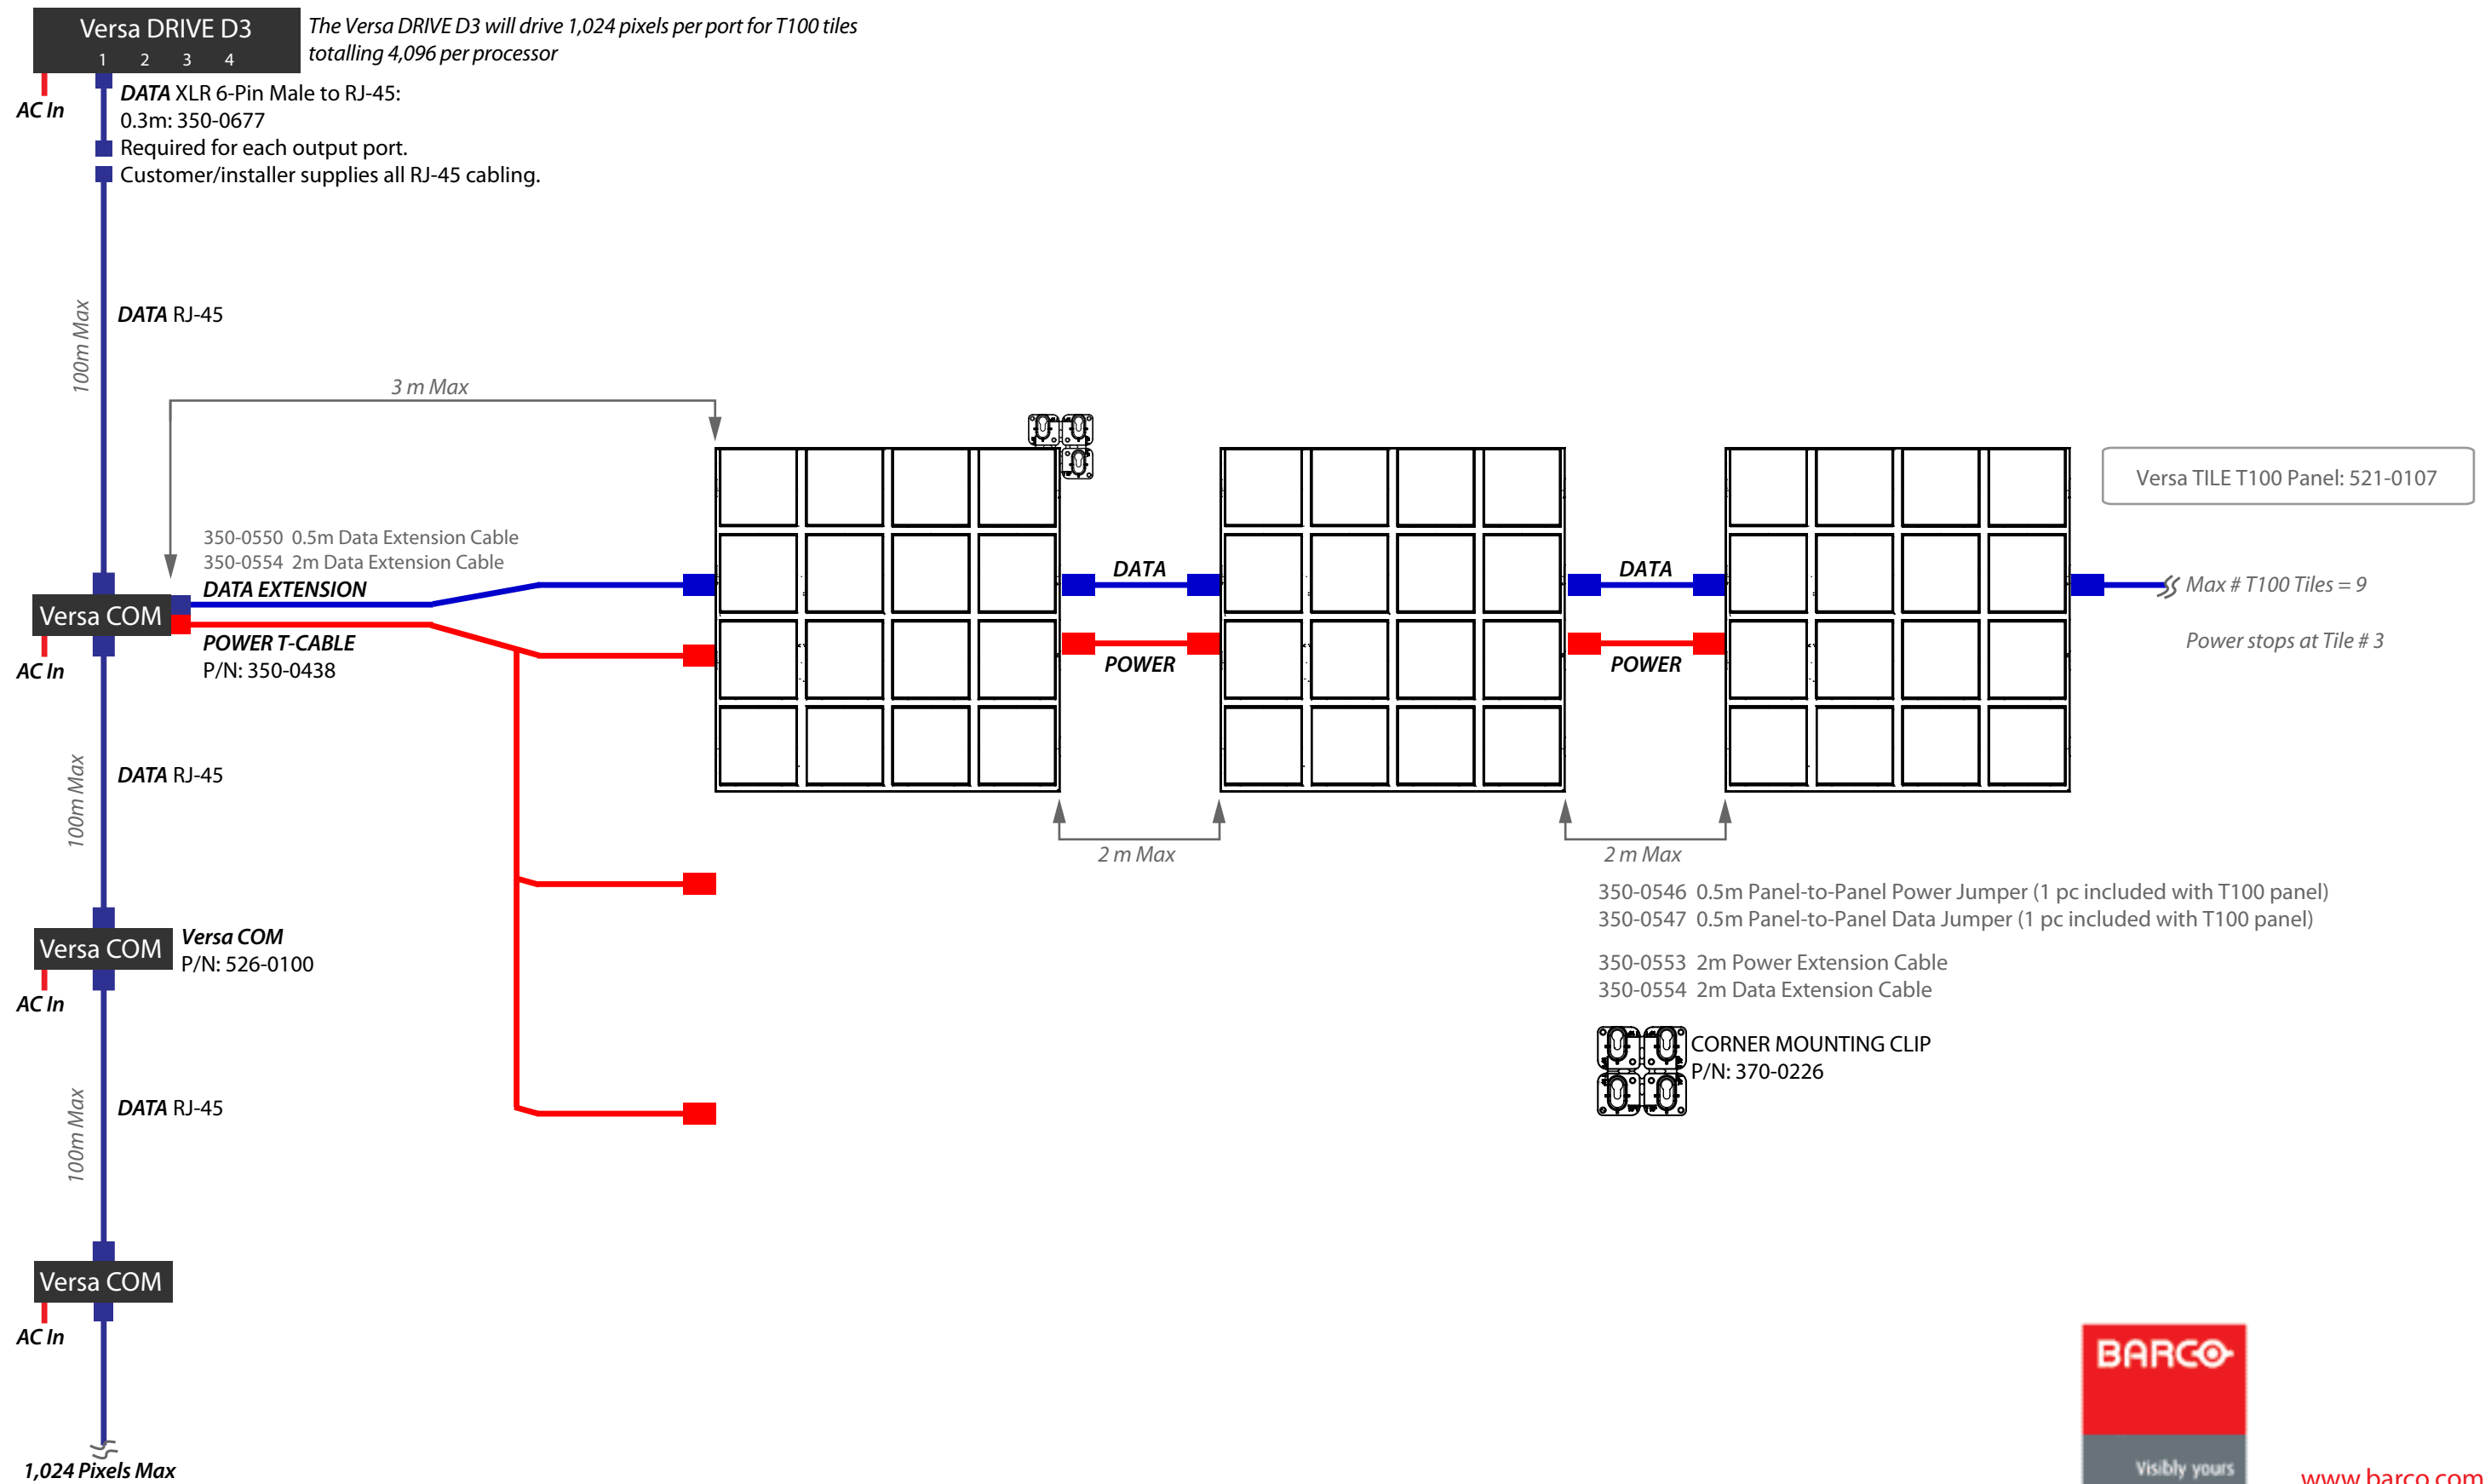 Versa DRIVE D3
1 2 3 4
The Versa DRIVE D3 will drive 1,024 pixels per port for T100 tiles
totalling 4,096 per processor
AC In
DATA XLR 6-Pin Male to RJ-45:
0.3m: 350-0677
Required for each output port.
Customer/installer supplies all RJ-45 cabling.
100m Max
DATA RJ-45
3 m Max
Versa TILE T100 Panel: 521-0107
350-0550 0.5m Data Extension Cable
350-0554 2m Data Extension Cable
DATA EXTENSION
Versa COM
POWER T-CABLE
P/N: 350-0438
AC In
DATA
POWER
DATA
POWER
Max # T100 Tiles = 9
Power stops at Tile # 3
100m Max
DATA RJ-45
2 m Max
2 m Max
350-0546 0.5m Panel-to-Panel Power Jumper (1 pc included with T100 panel)
350-0547 0.5m Panel-to-Panel Data Jumper (1 pc included with T100 panel)
350-0553 2m Power Extension Cable
350-0554 2m Data Extension Cable
Versa COM
Versa COM
P/N: 526-0100
AC In
CORNER MOUNTING CLIP
P/N: 370-0226
100m Max
DATA RJ-45
Versa COM
AC In
1,024 Pixels Max
BARCO
Visibly yours
www.barco.com